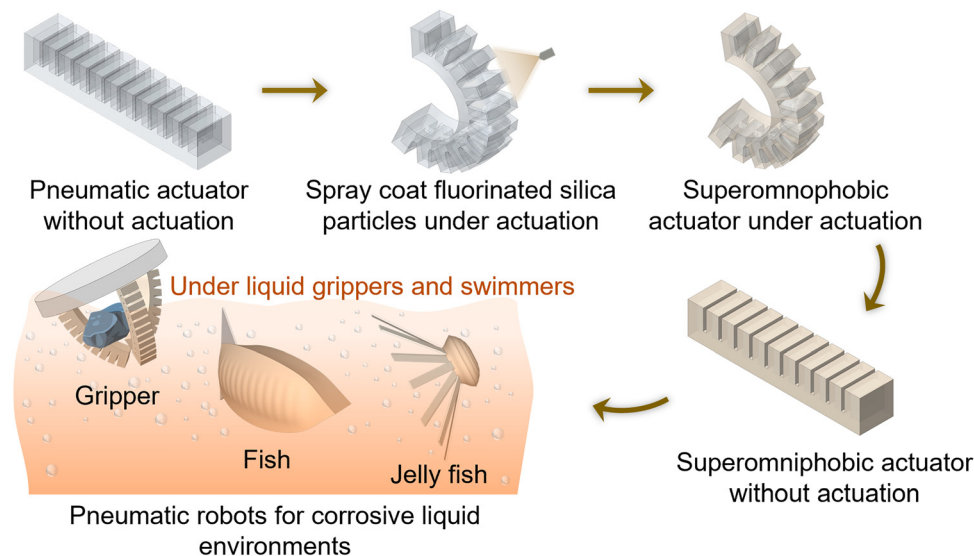 Pneumatic actuator
without actuation
Spray coat fluorinated silica
particles under actuation
Superomnophobic
actuator under actuation
Superomniphobic actuator
without actuation
Under liquid grippers and swimmers
Gripper
Fish
Jelly fish
Pneumatic robots for corrosive liquid
environments